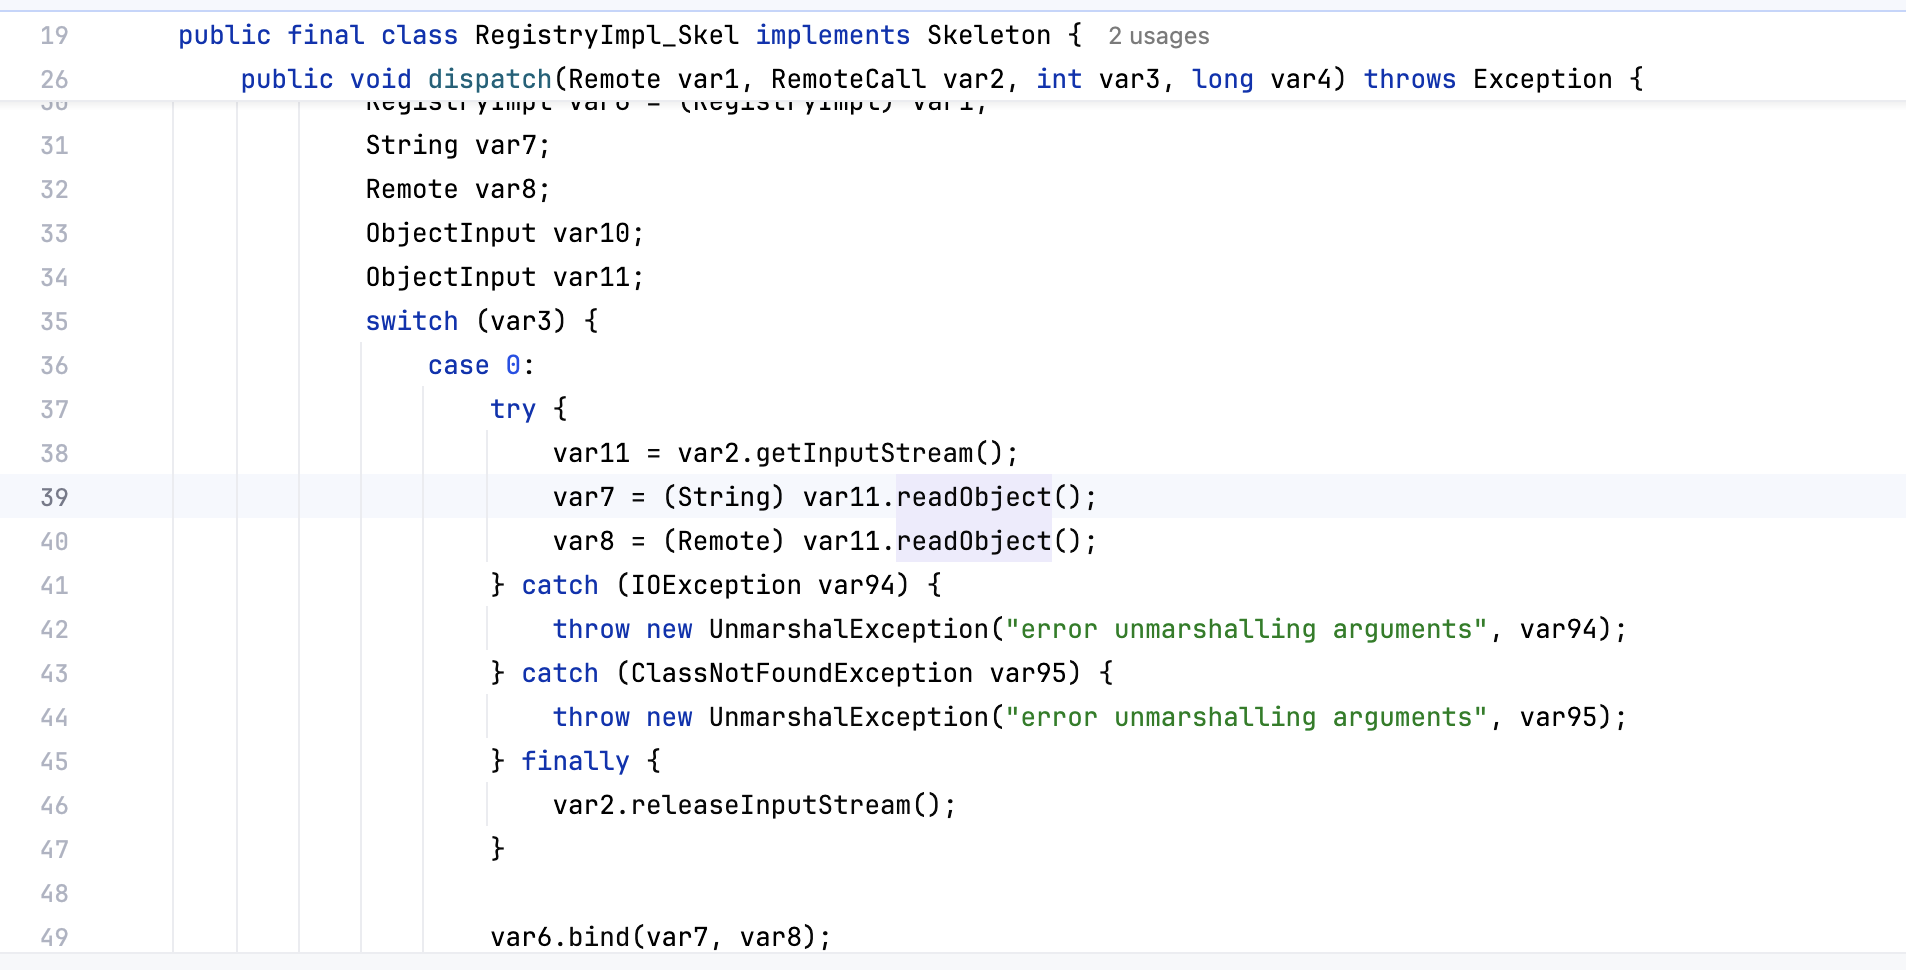 19 public final class RegistryImpl_Skel implements Skeleton { 2 usages
26 public void dispatch(Remote var1, RemoteCall var2, int var3, long var4) throws Exception {
30 RegistryImpl var6 = (RegistryImpl) var1;
31 String var7;
32 Remote var8;
33 ObjectInput var10;
34 ObjectInput var11;
35 switch (var3) {
36 case 0:
37 try {
38 var11 = var2.getInputStream();
39 var7 = (String) var11.readObject();
40 var8 = (Remote) var11.readObject();
41 } catch (IOException var94) {
42 throw new UnmarshalException("error unmarshalling arguments", var94);
43 } catch (ClassNotFoundException var95) {
44 throw new UnmarshalException("error unmarshalling arguments", var95);
45 } finally {
46 var2.releaseInputStream();
47 }
48
49 var6.bind(var7, var8);